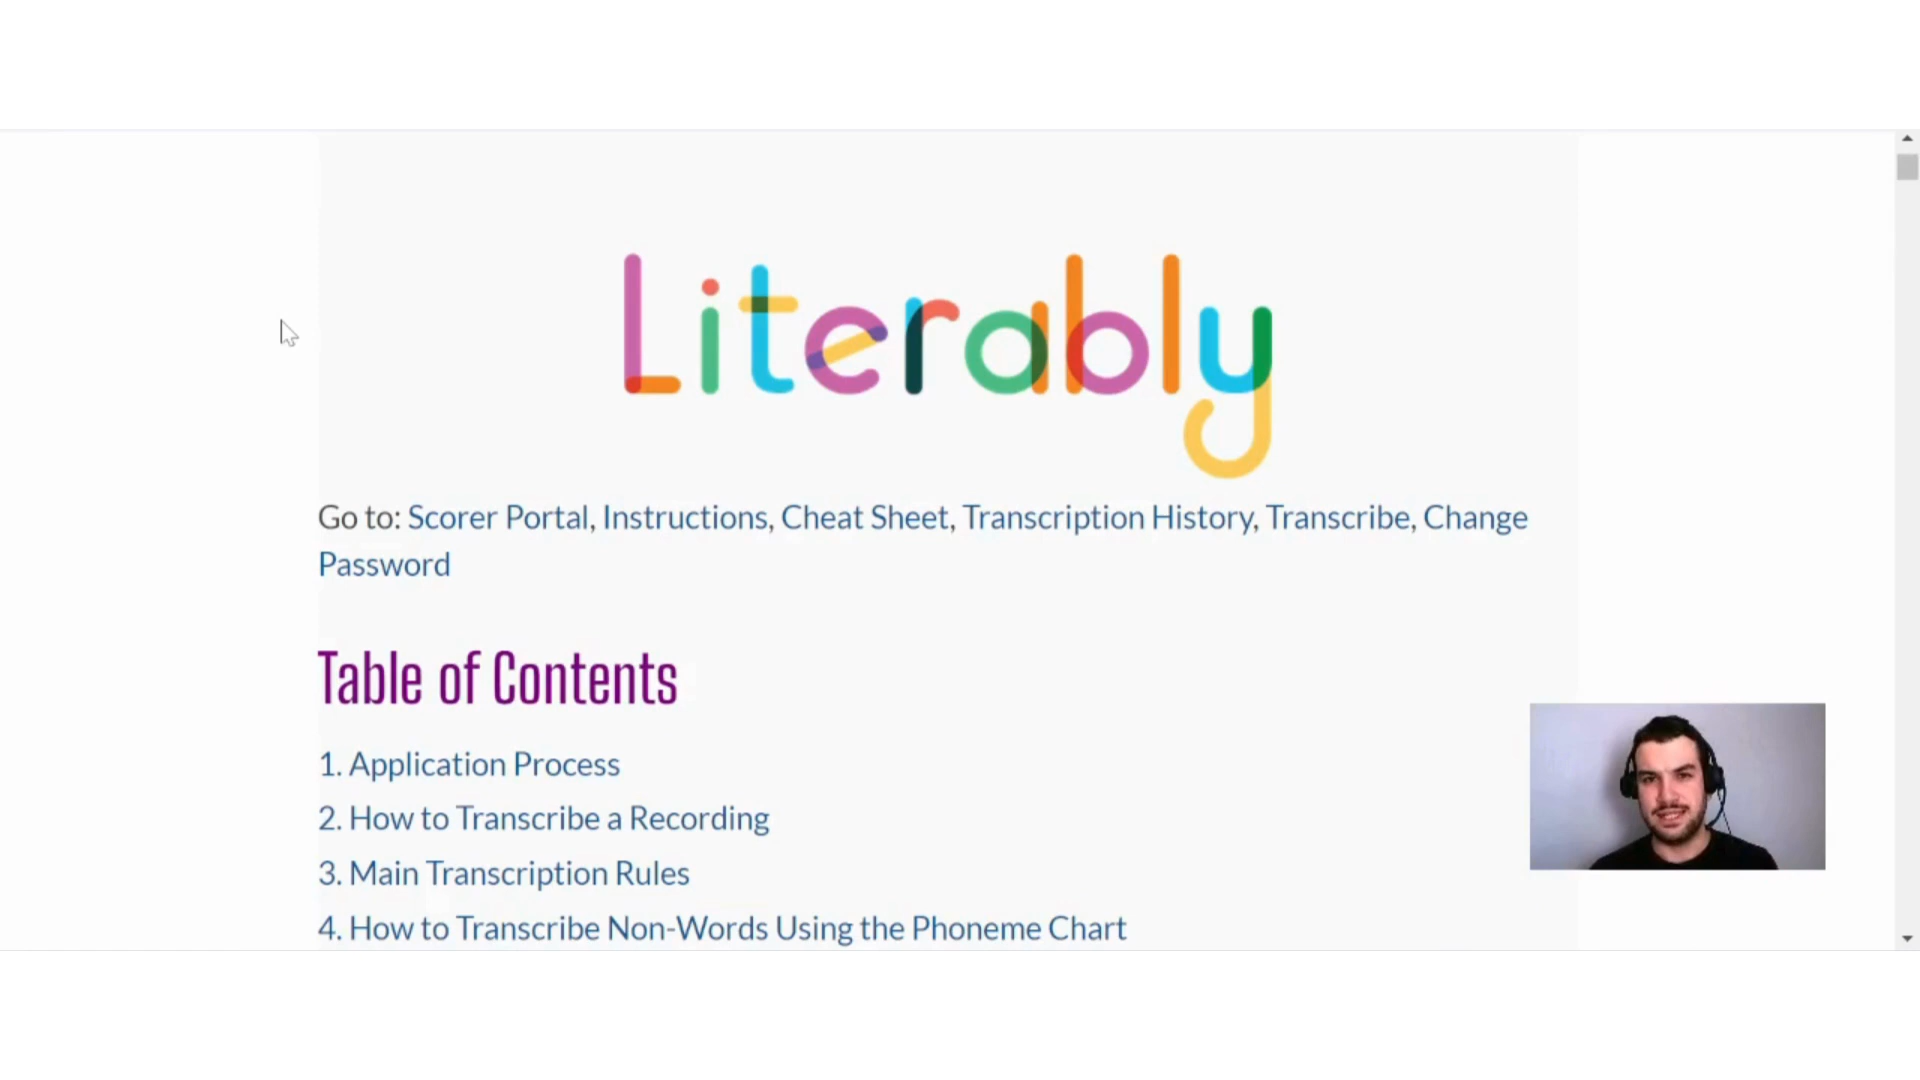 Literably
Go to: Scorer Portal, Instructions, Cheat Sheet, Transcription History, Transcribe, Change
Password
Table of Contents
1. Application Process
2. How to Transcribe a Recording
3. Main Transcription Rules
4. How to Transcribe Non-Words Using the Phoneme Chart